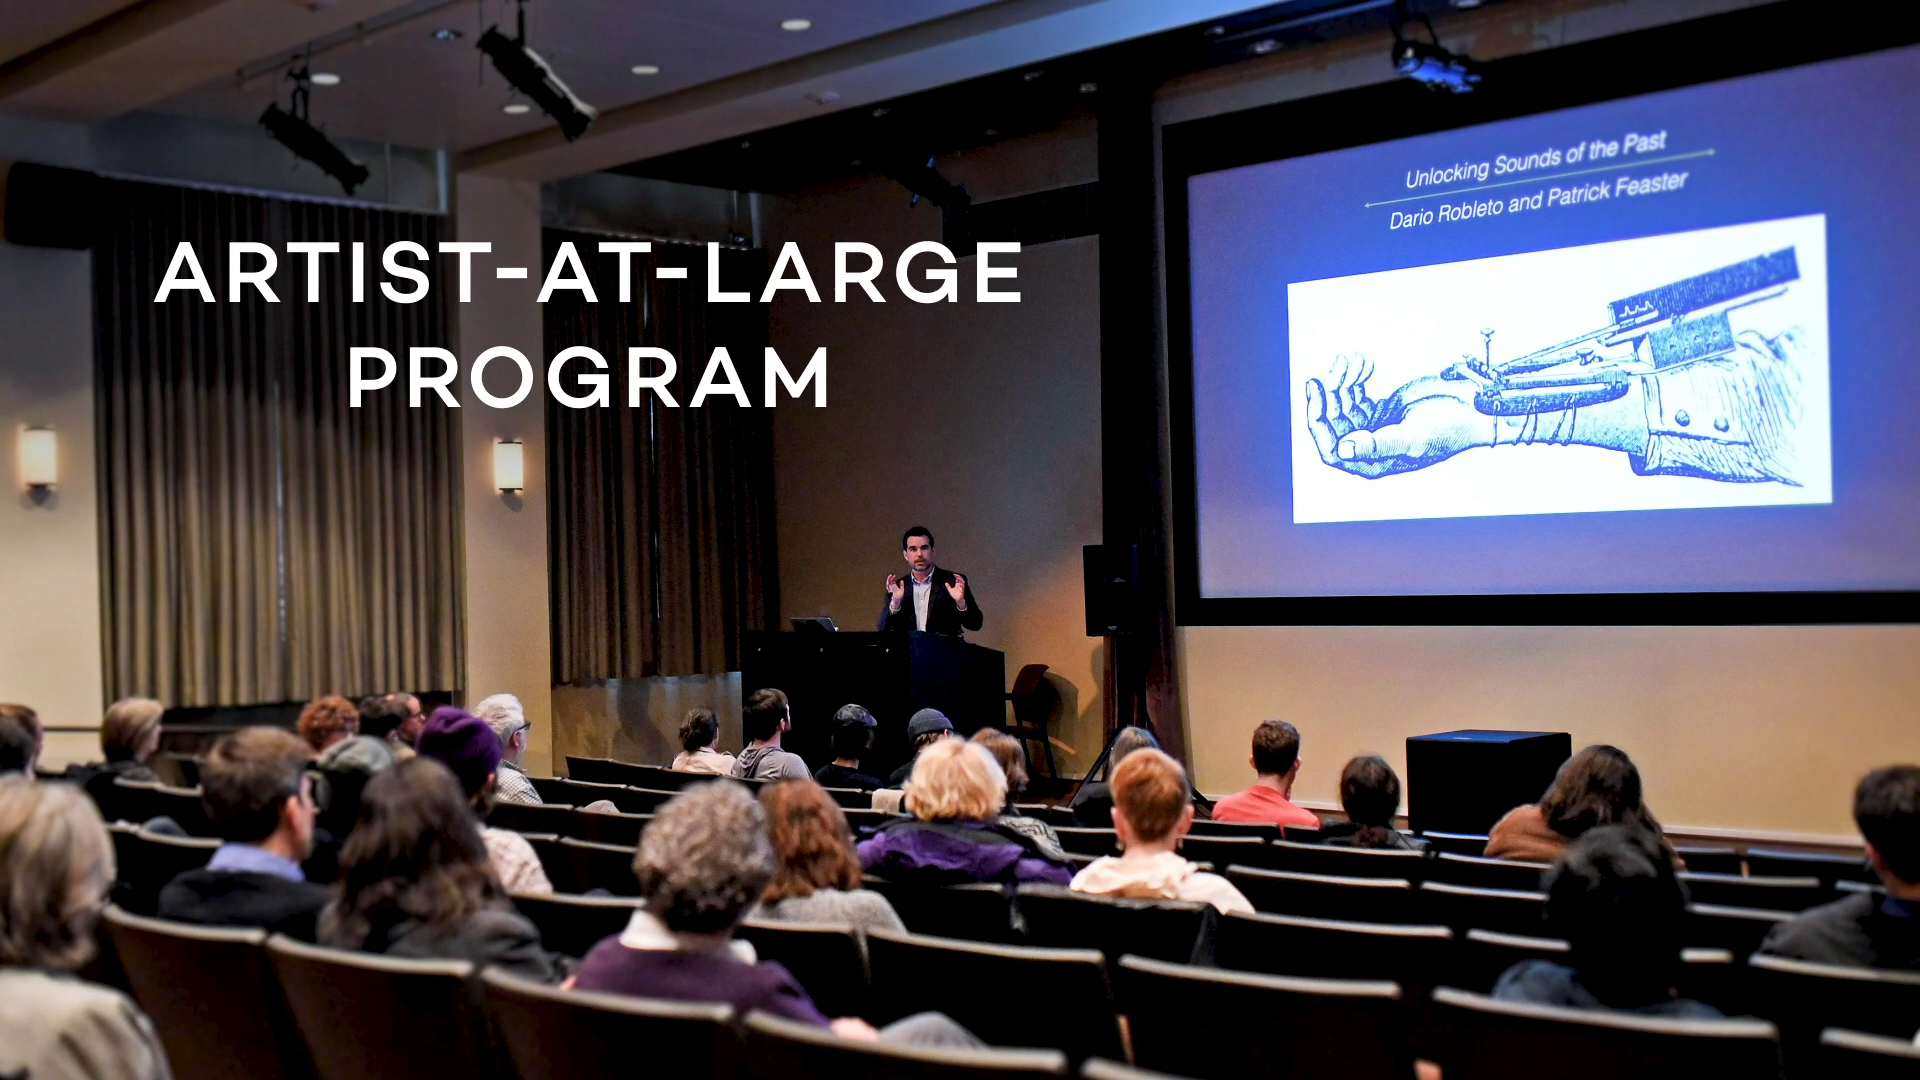 ARTIST-AT-LARGE
PROGRAM
Unlocking Sounds of the Past
Dario Robleto and Patrick Feaster